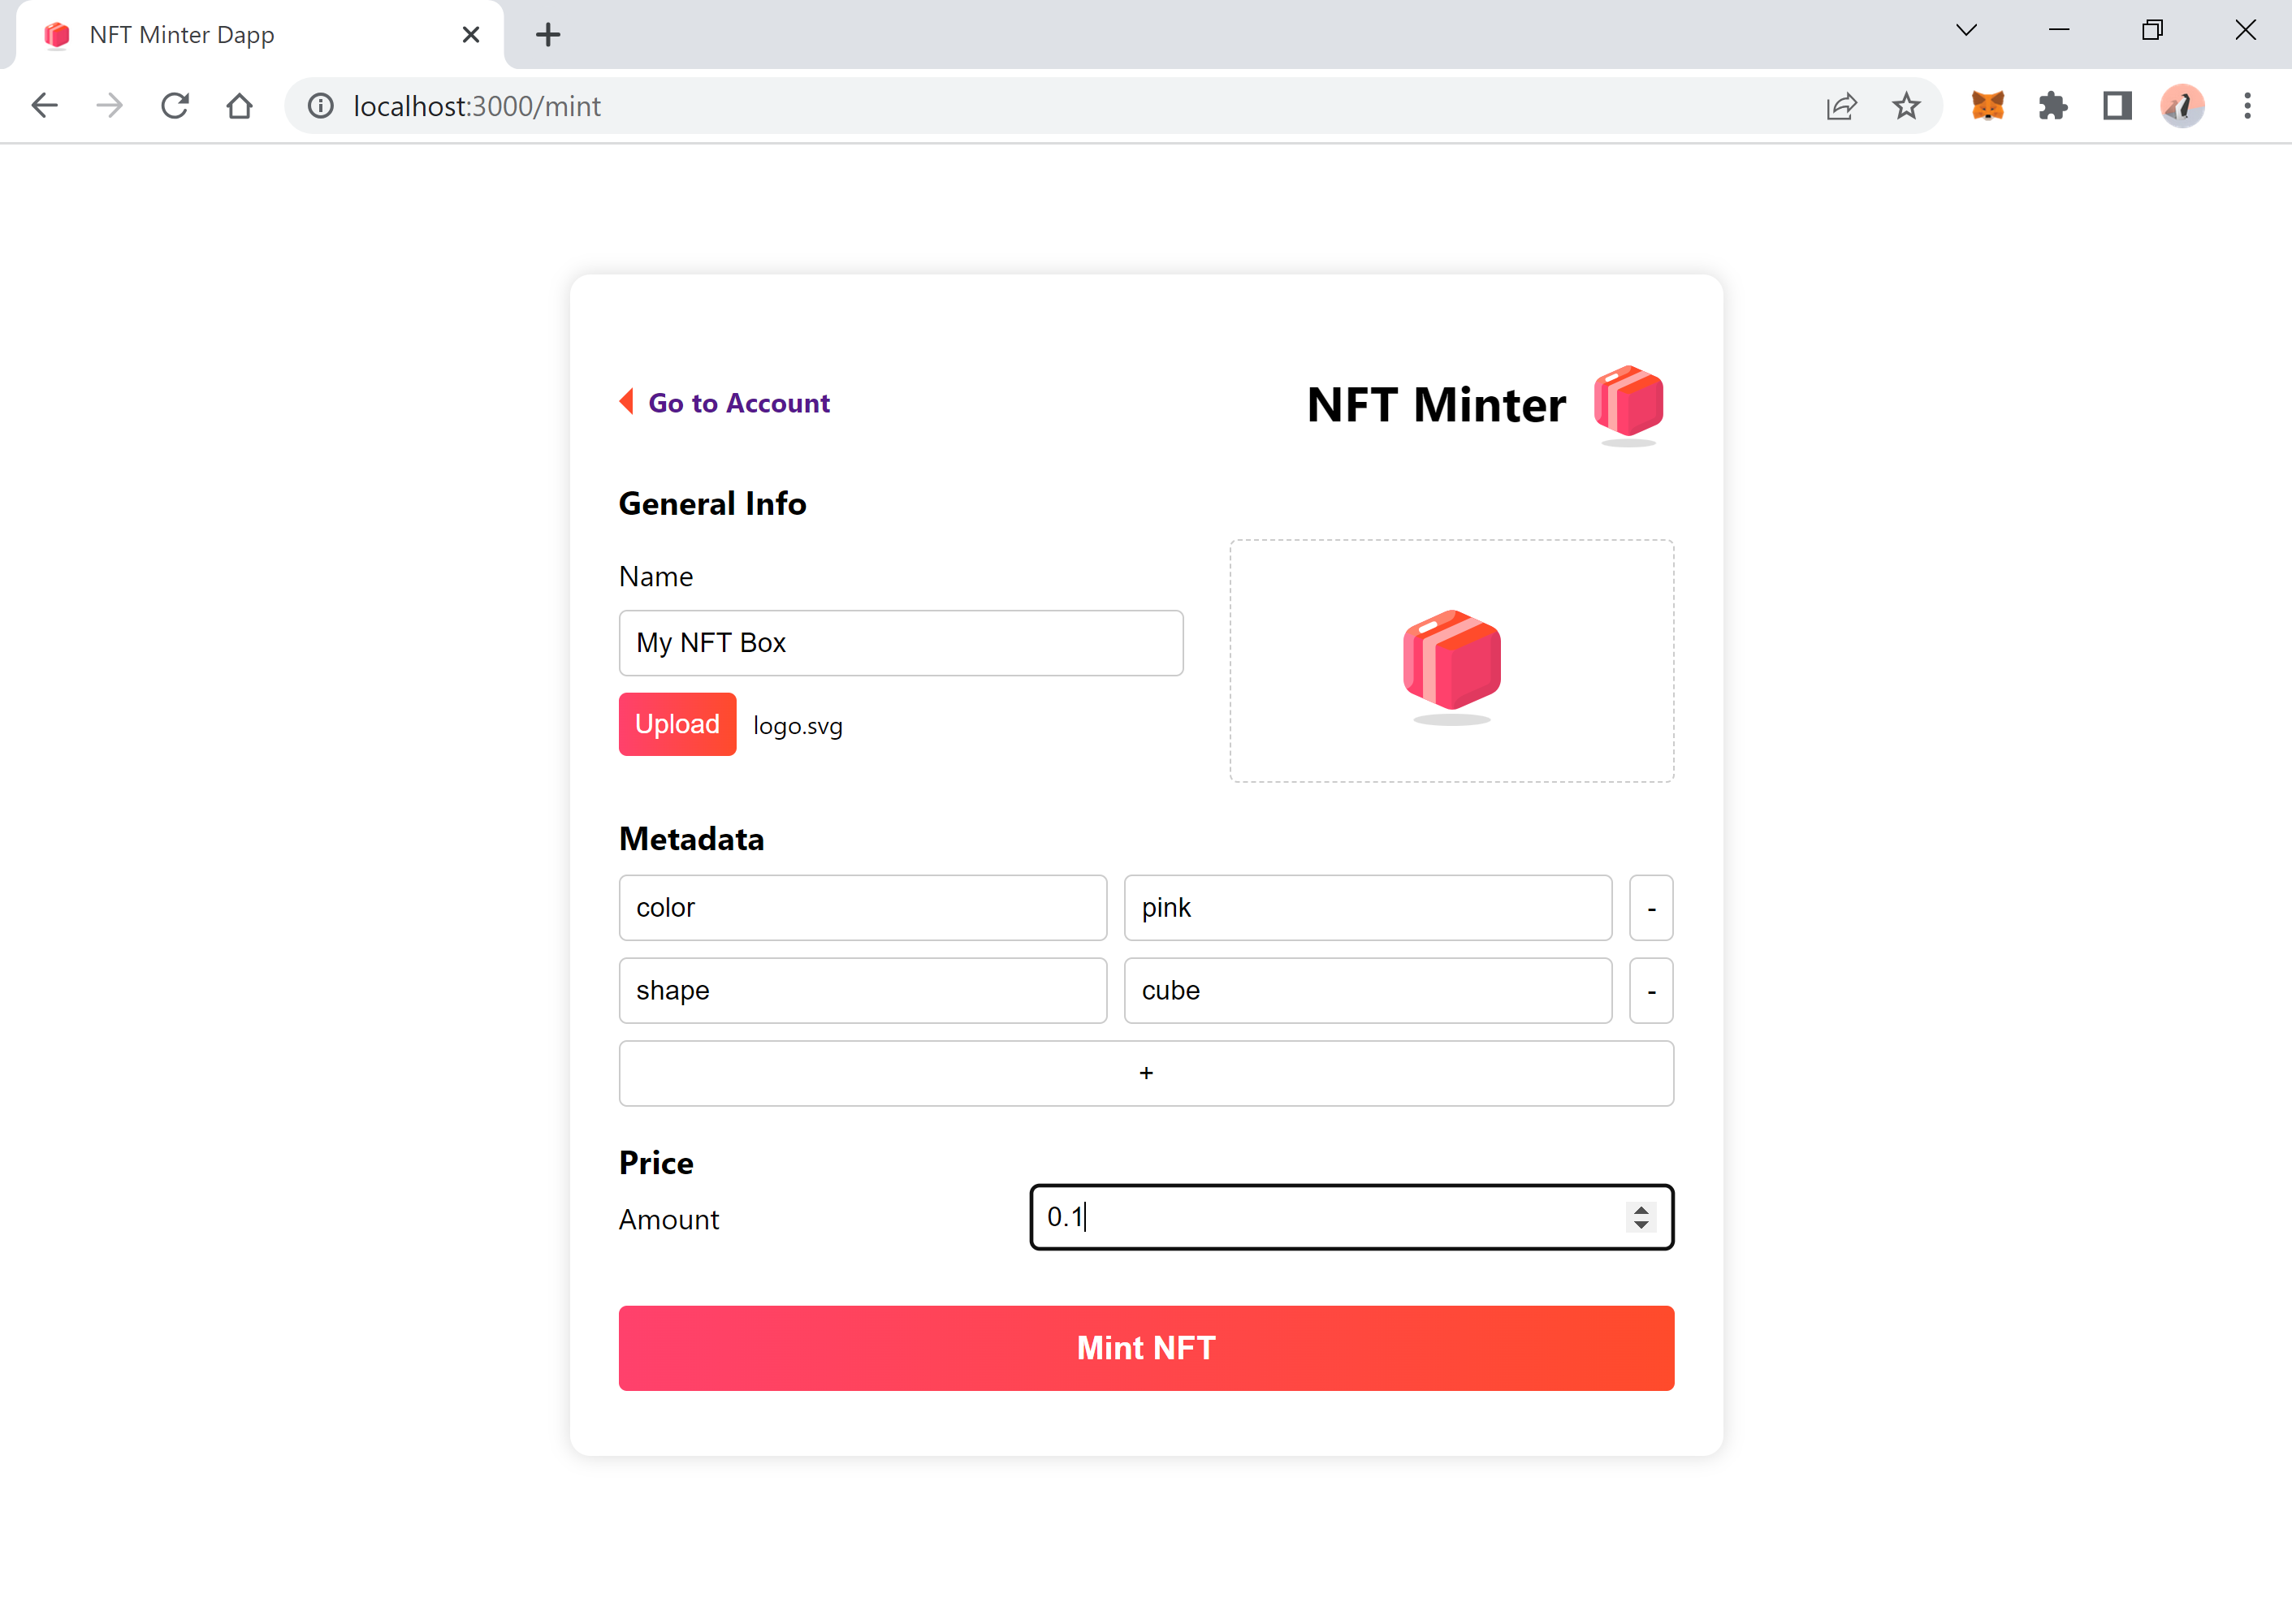 NFT Minter Dapp
localhost:3000/mint
Go to Account
NFT Minter
General Info
Name
My NFT Box
Upload logo.svg
Metadata
color pink -
shape cube -
+
Price
Amount 0.1
Mint NFT